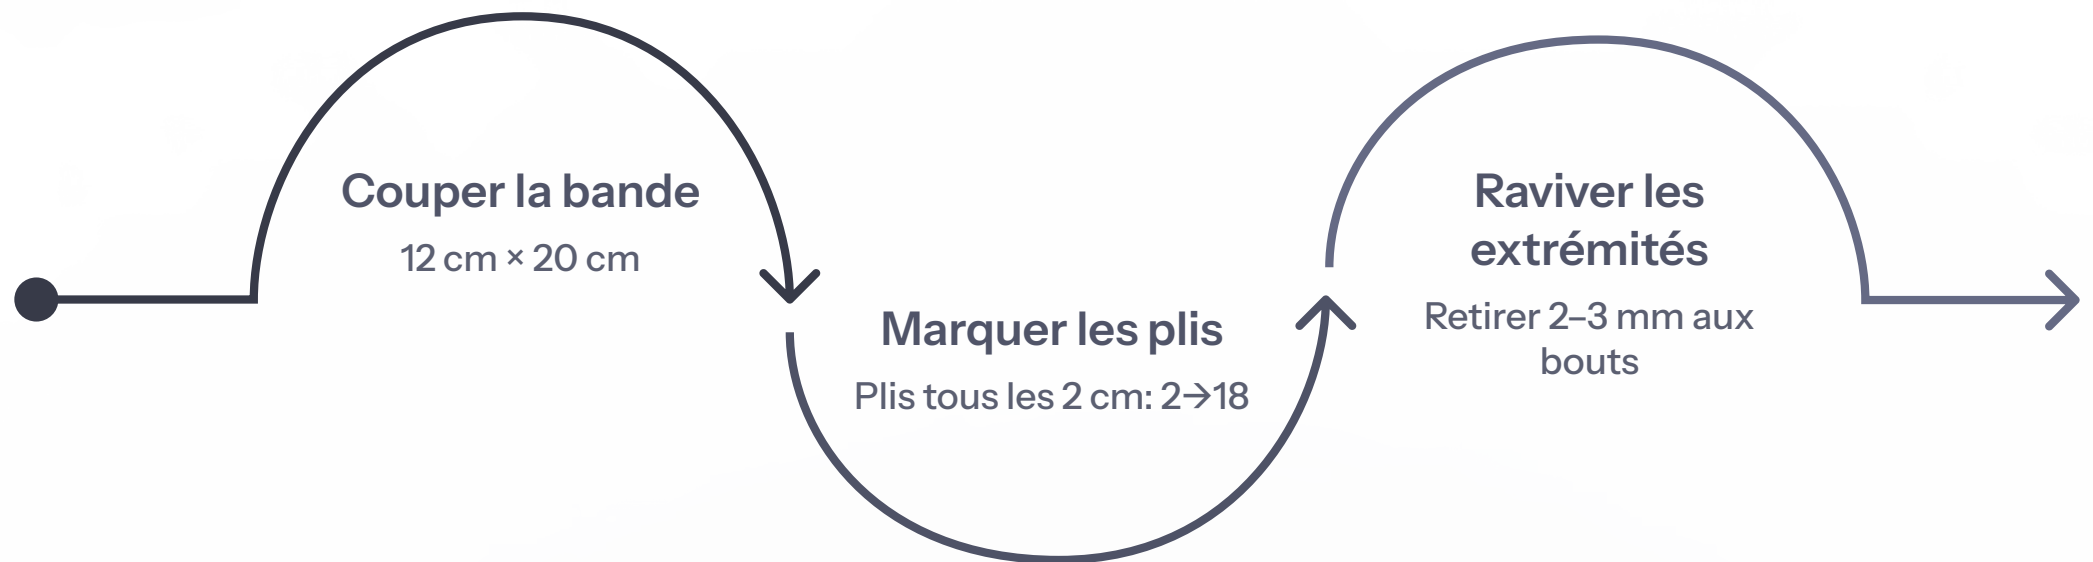 Couper la bande
12 cm × 20 cm
Marquer les plis
Plis tous les 2 cm: 2→18
Raviver les
extrémités
Retirer 2–3 mm aux
bouts